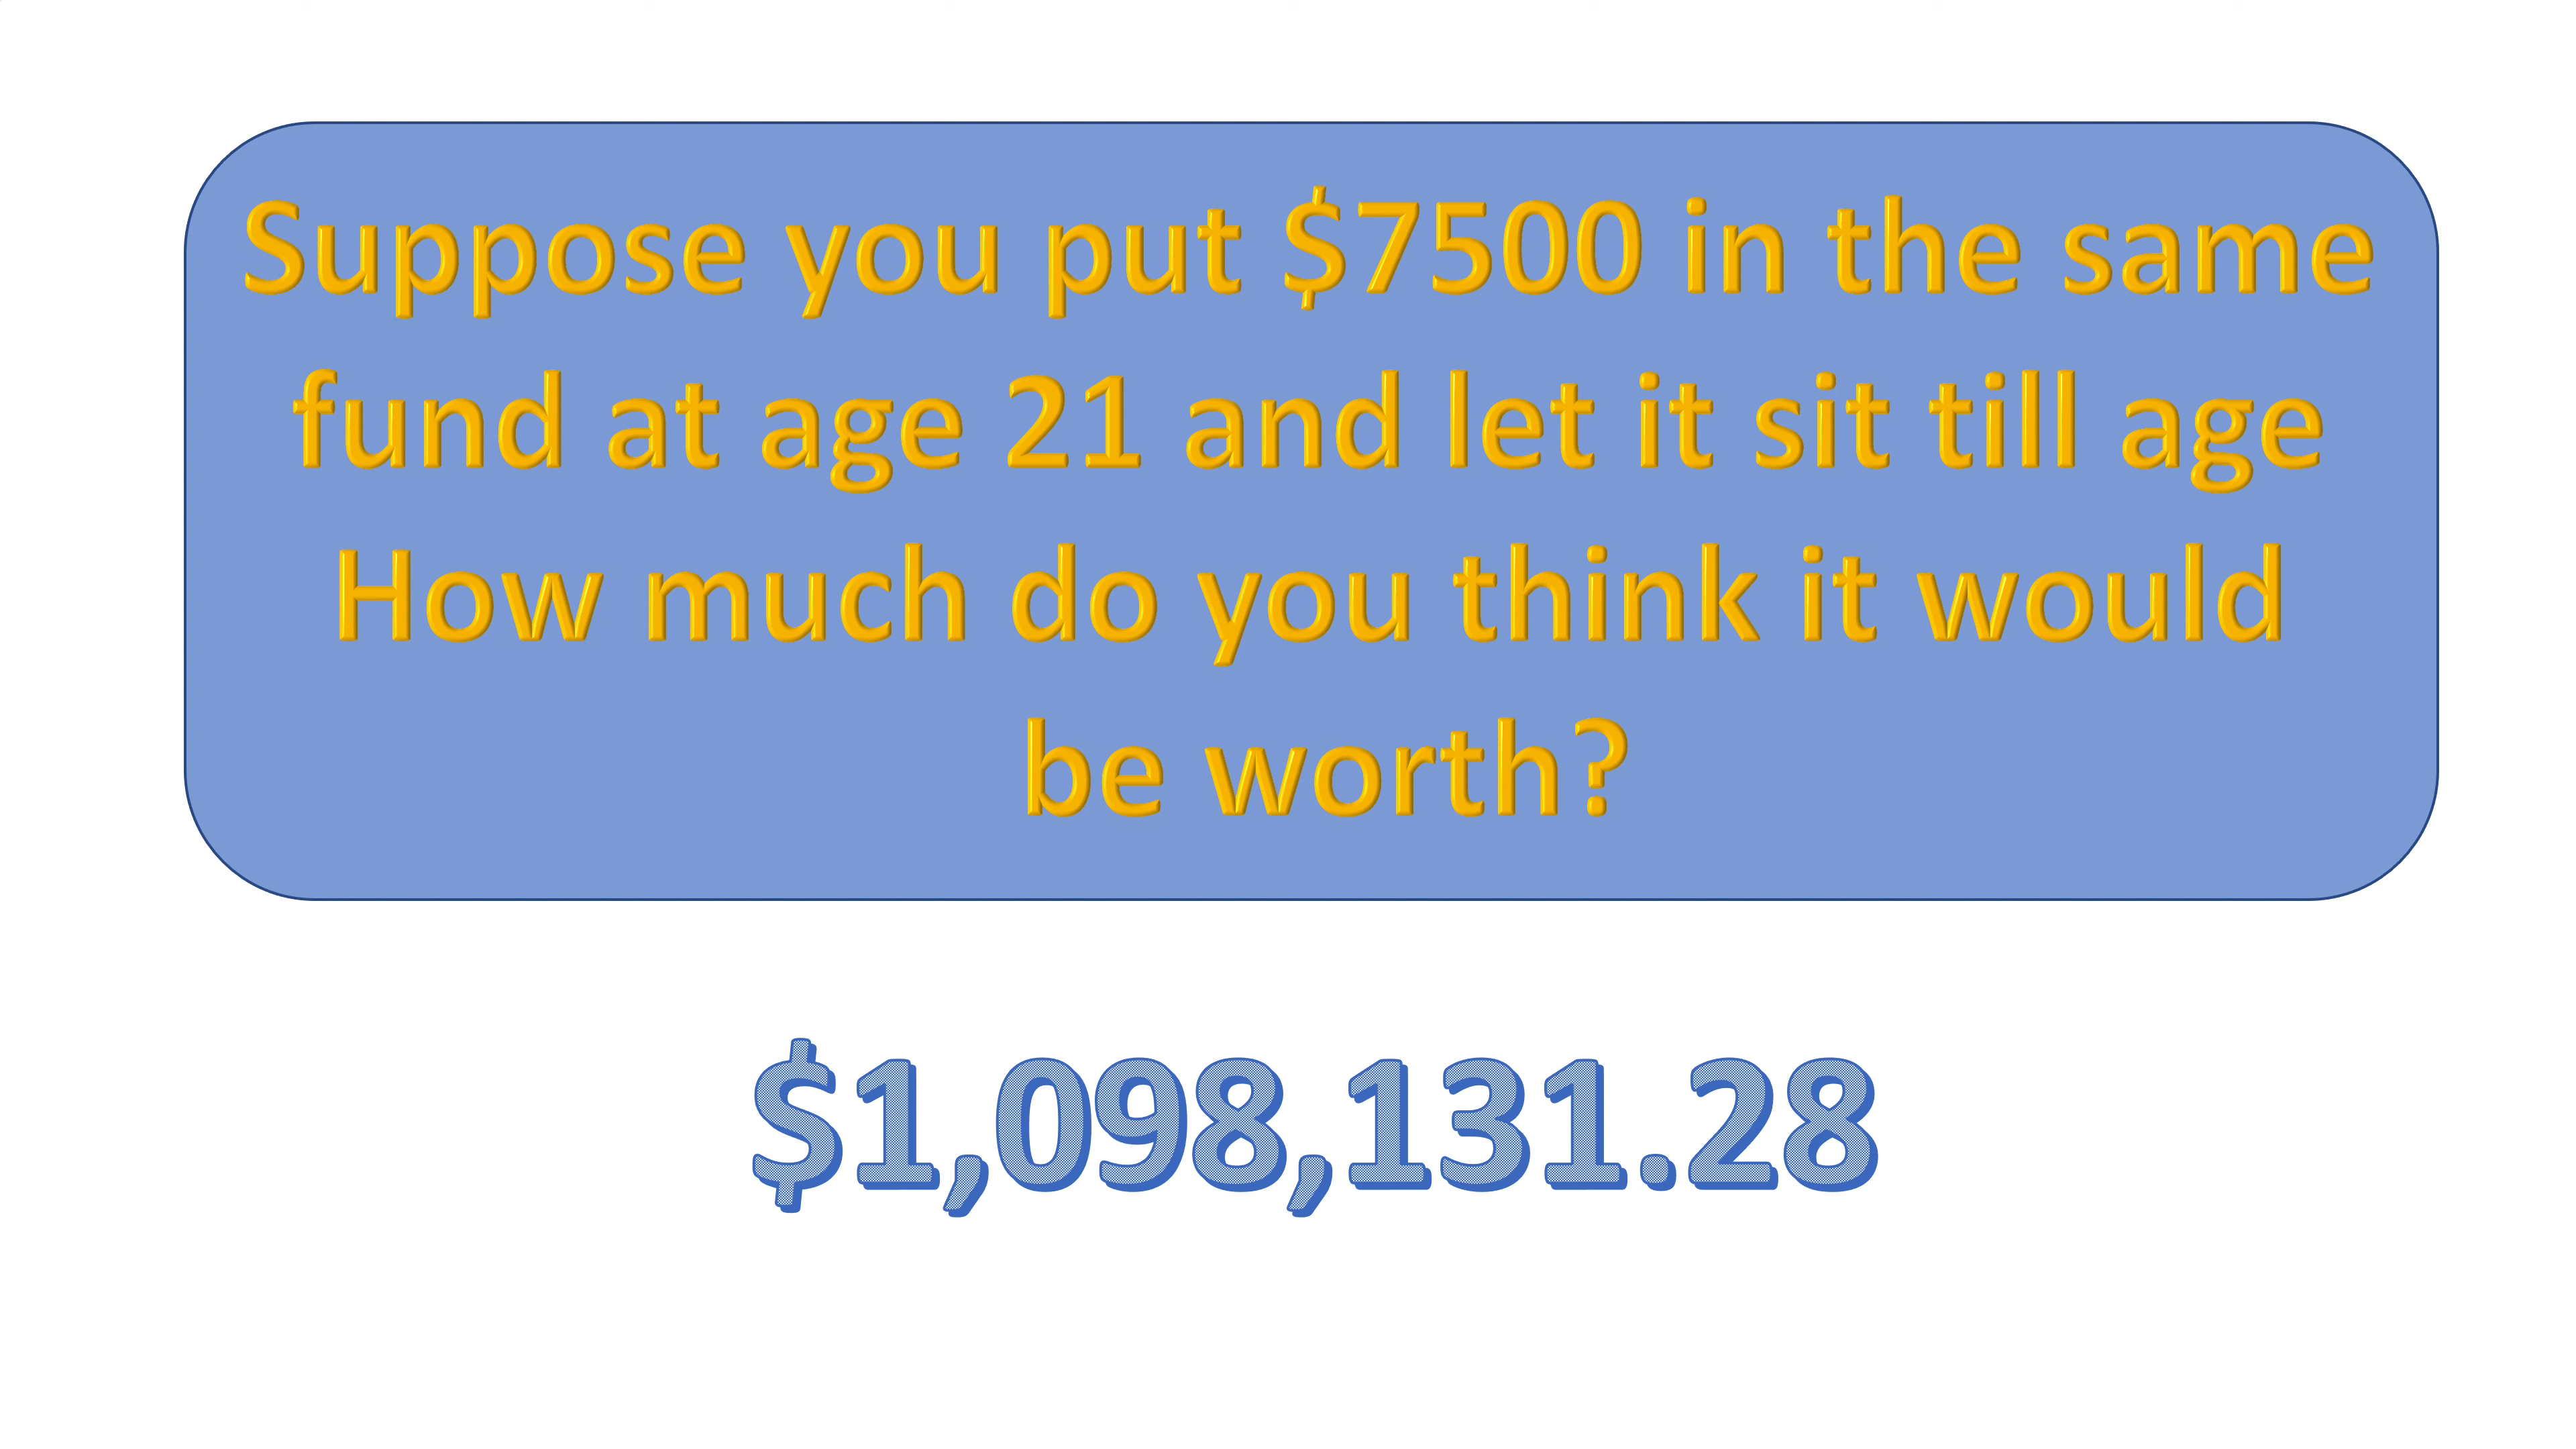 Suppose you put $7500 in the same
fund at age 21 and let it sit till age
How much do you think it would
be worth?
$1,098,131.28